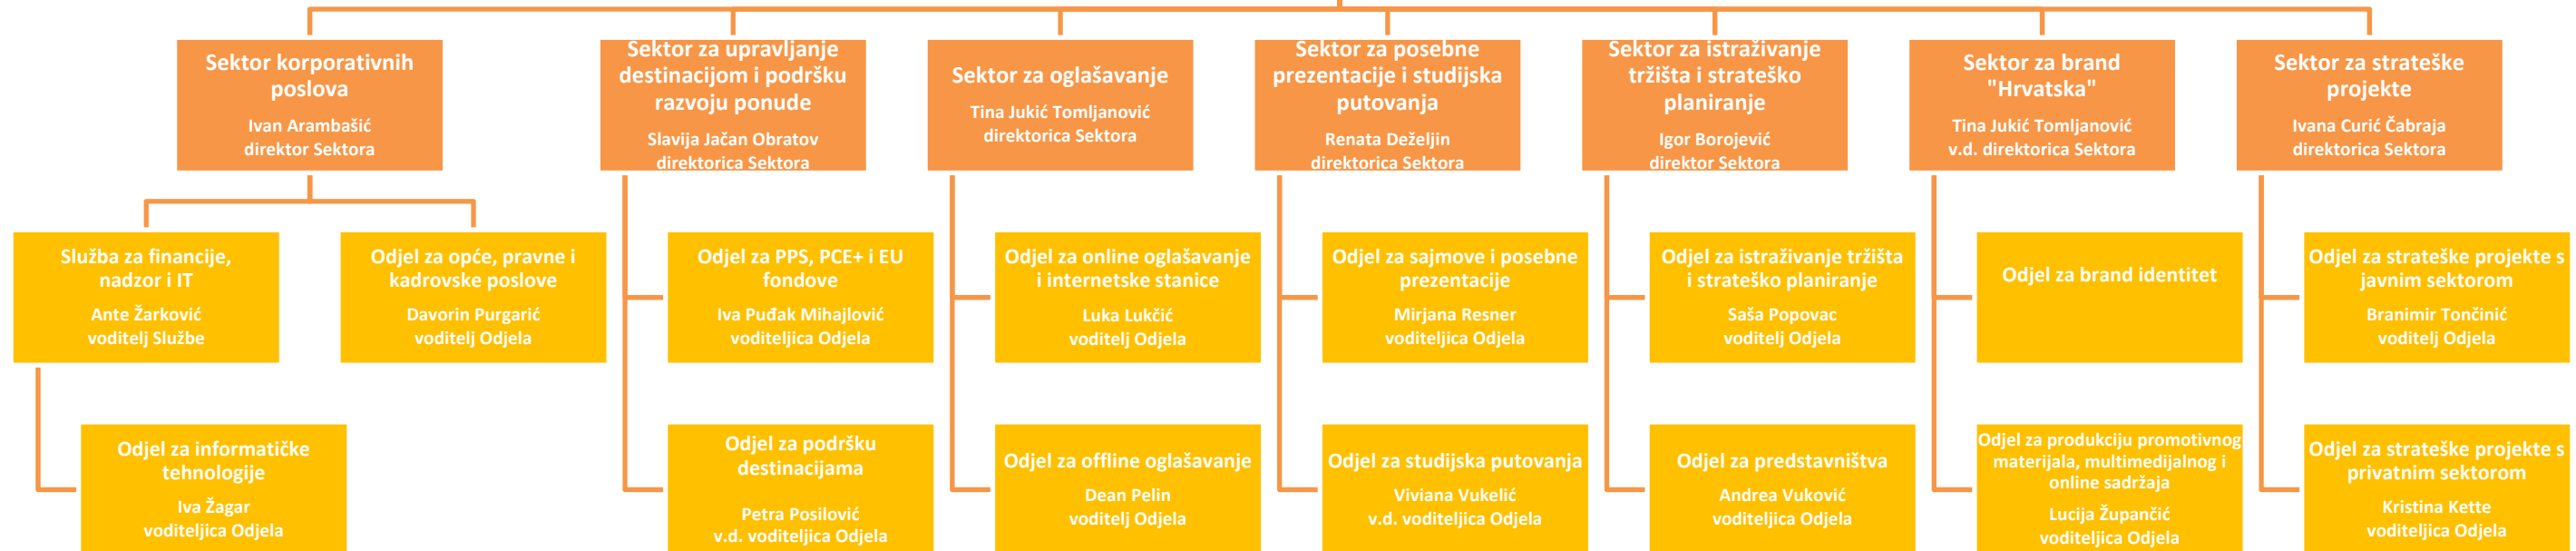 Sektor korporativnih
poslova
Ivan Arambašić
direktor Sektora
Sektor za upravljanje
destinacijom i podršku
razvoju ponude
Slavija Jačan Obratov
direktorica Sektora
Sektor za oglašavanje
Tina Jukić Tomljanović
direktorica Sektora
Sektor za posebne
prezentacije i studijska
putovanja
Renata Deželjin
direktorica Sektora
Sektor za istraživanje
tržišta i strateško
planiranje
Igor Borojević
direktor Sektora
Sektor za brand
"Hrvatska"
Tina Jukić Tomljanović
v.d. direktorica Sektora
Sektor za strateške
projekte
Ivana Curić Čabraja
direktorica Sektora
Služba za financije,
nadzor i IT
Ante Žarković
voditelj Službe
Odjel za opće, pravne i
kadrovske poslove
Davorin Purgarić
voditelj Odjela
Odjel za PPS, PCE+ i EU
fondove
Iva Puđak Mihajlović
voditeljica Odjela
Odjel za online oglašavanje
i internetske stanice
Luka Lukčić
voditelj Odjela
Odjel za sajmove i posebne
prezentacije
Mirjana Resner
voditeljica Odjela
Odjel za istraživanje tržišta
i strateško planiranje
Saša Popovac
voditelj Odjela
Odjel za brand identitet
Odjel za strateške projekte s
javnim sektorom
Branimir Tončinić
voditelj Odjela
Odjel za informatičke
tehnologije
Iva Žagar
voditeljica Odjela
Odjel za podršku
destinacijama
Petra Posilović
v.d. voditeljica Odjela
Odjel za offline oglašavanje
Dean Pelin
voditelj Odjela
Odjel za studijska putovanja
Viviana Vukelić
v.d. voditeljica Odjela
Odjel za predstavništva
Andrea Vuković
voditeljica Odjela
Odjel za produkciju promotivnog
materijala, multimedijalnog i
online sadržaja
Lucija Župančić
voditeljica Odjela
Odjel za strateške projekte s
privatnim sektorom
Kristina Kette
voditeljica Odjela